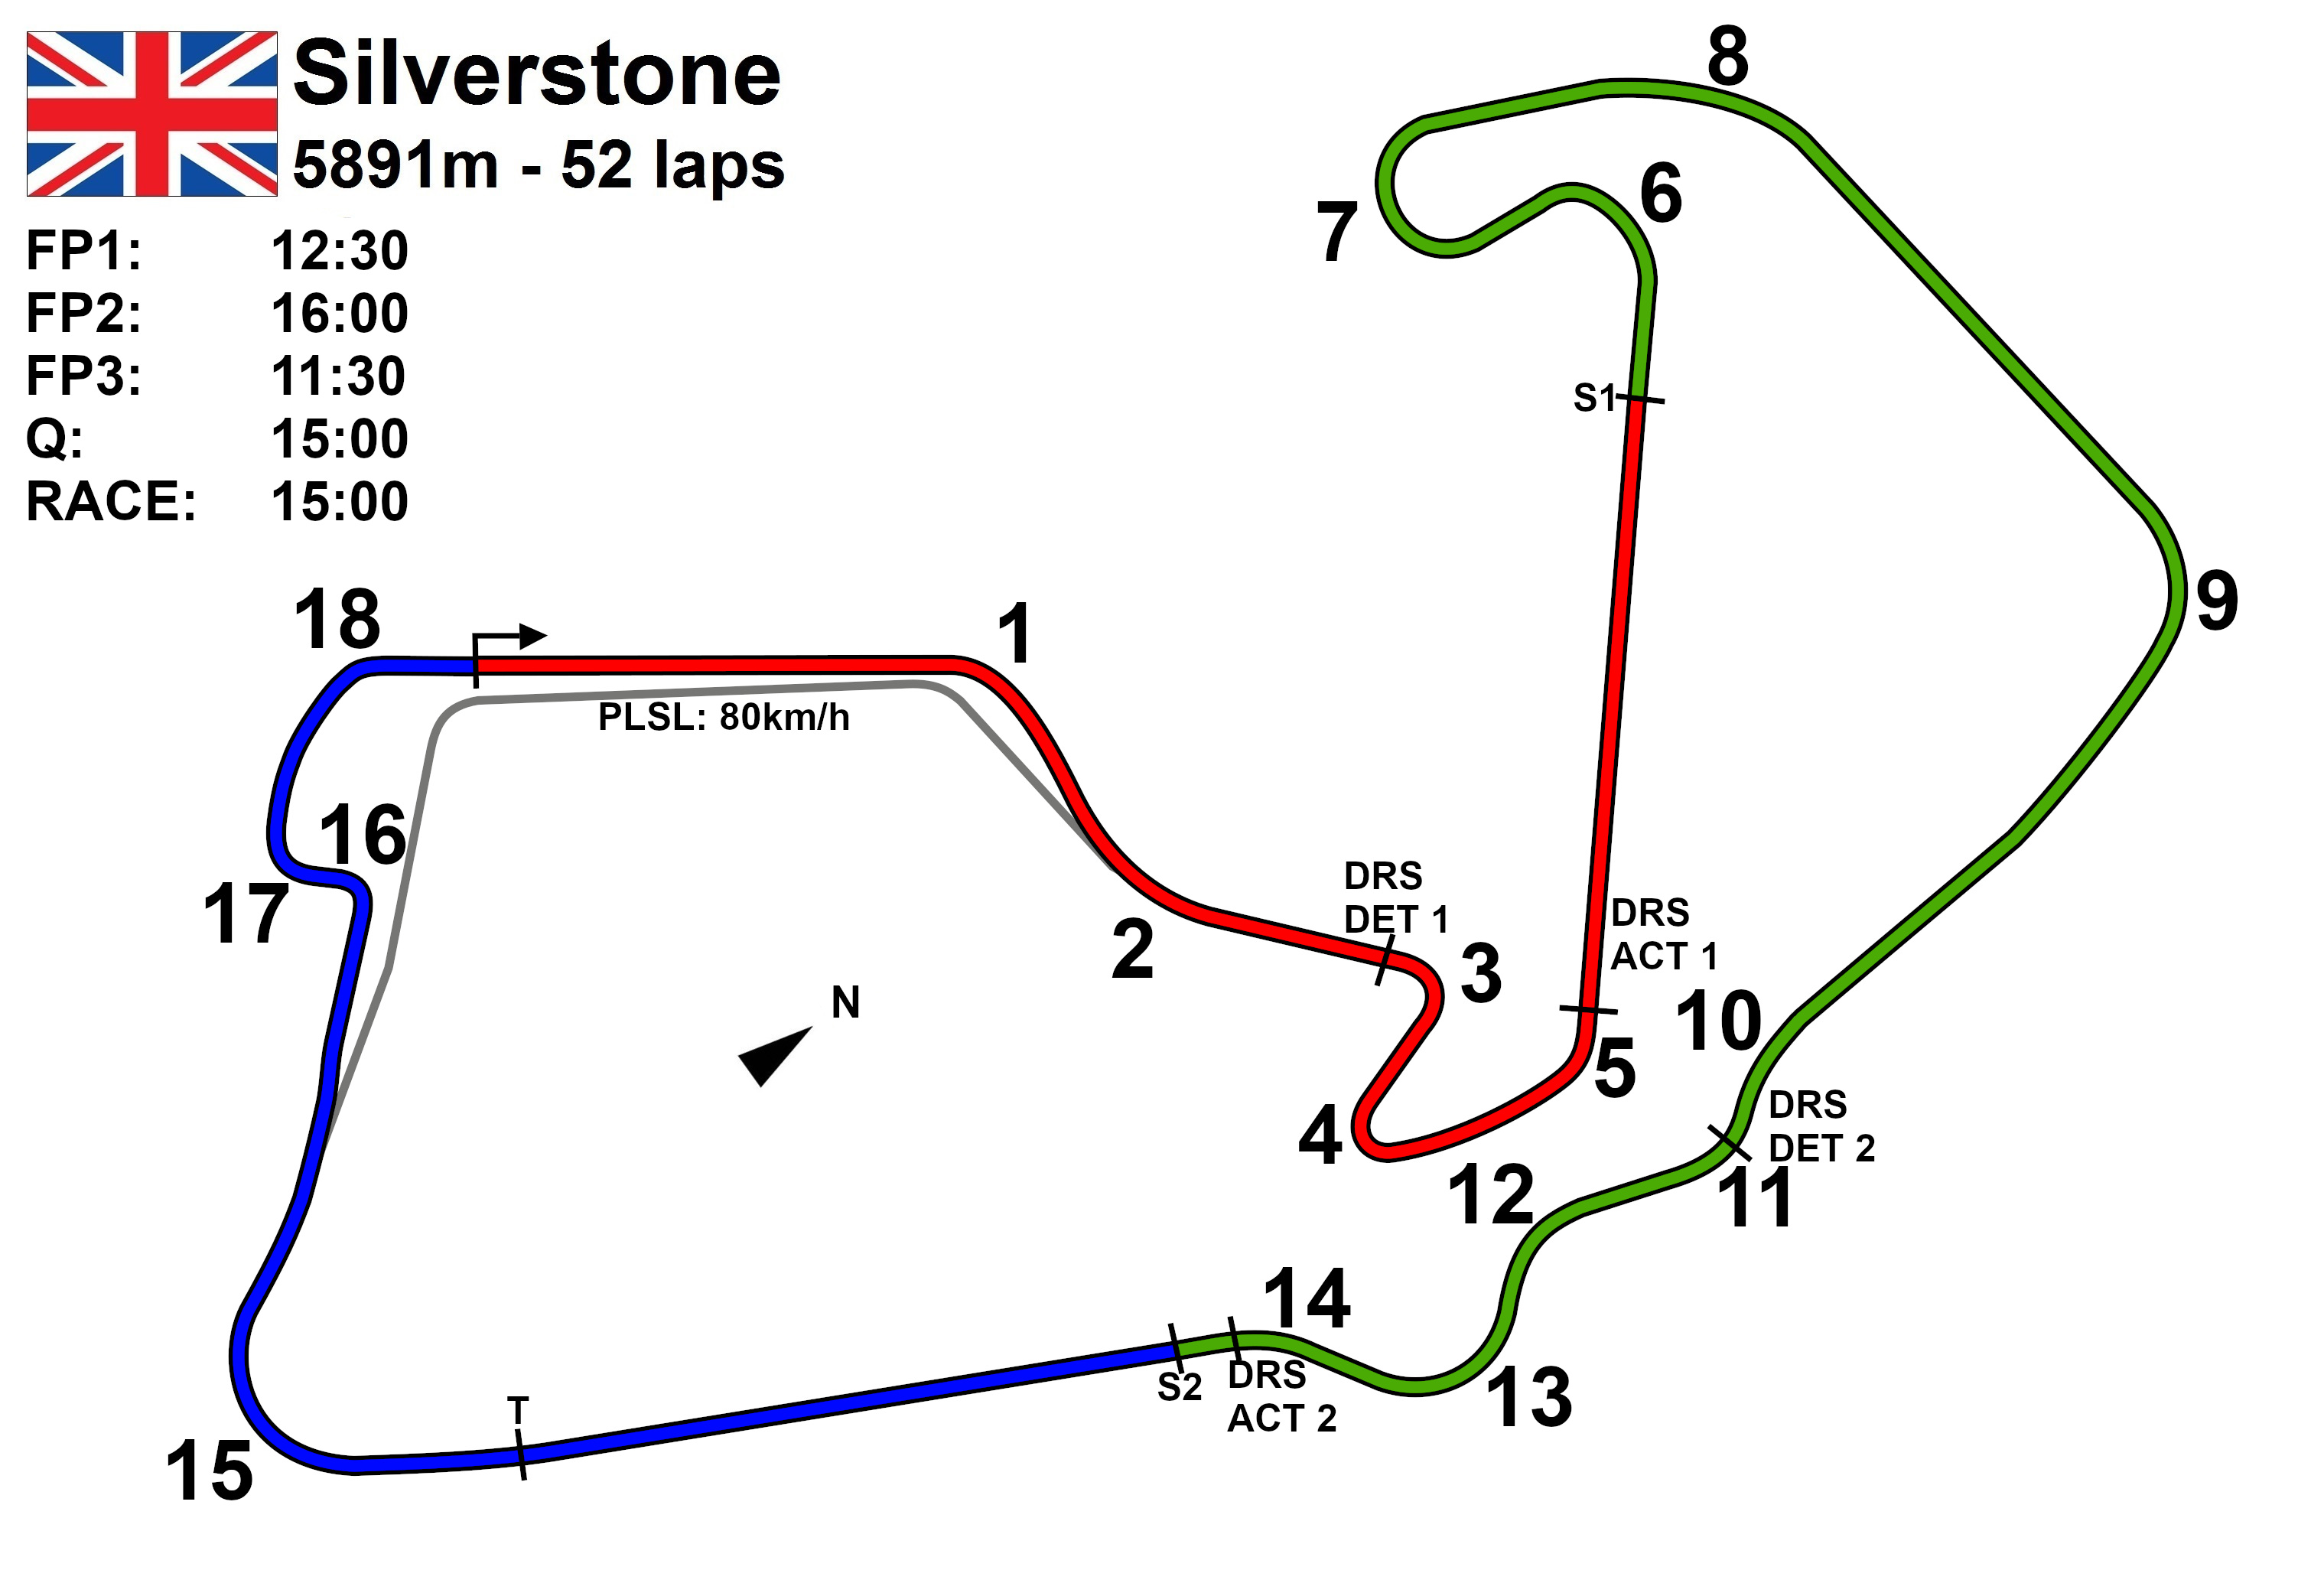 Silverstone
5891m - 52 laps
FP1: 12:30
FP2: 16:00
FP3: 11:30
Q: 15:00
RACE: 15:00
8
6
7
S1
18
1
9
PLSL: 80km/h
16
17
2
DRS
DET 1
3
DRS
ACT 1
N
10
5
4
DRS
DET 2
12
11
14
S2
DRS
ACT 2
13
T
15